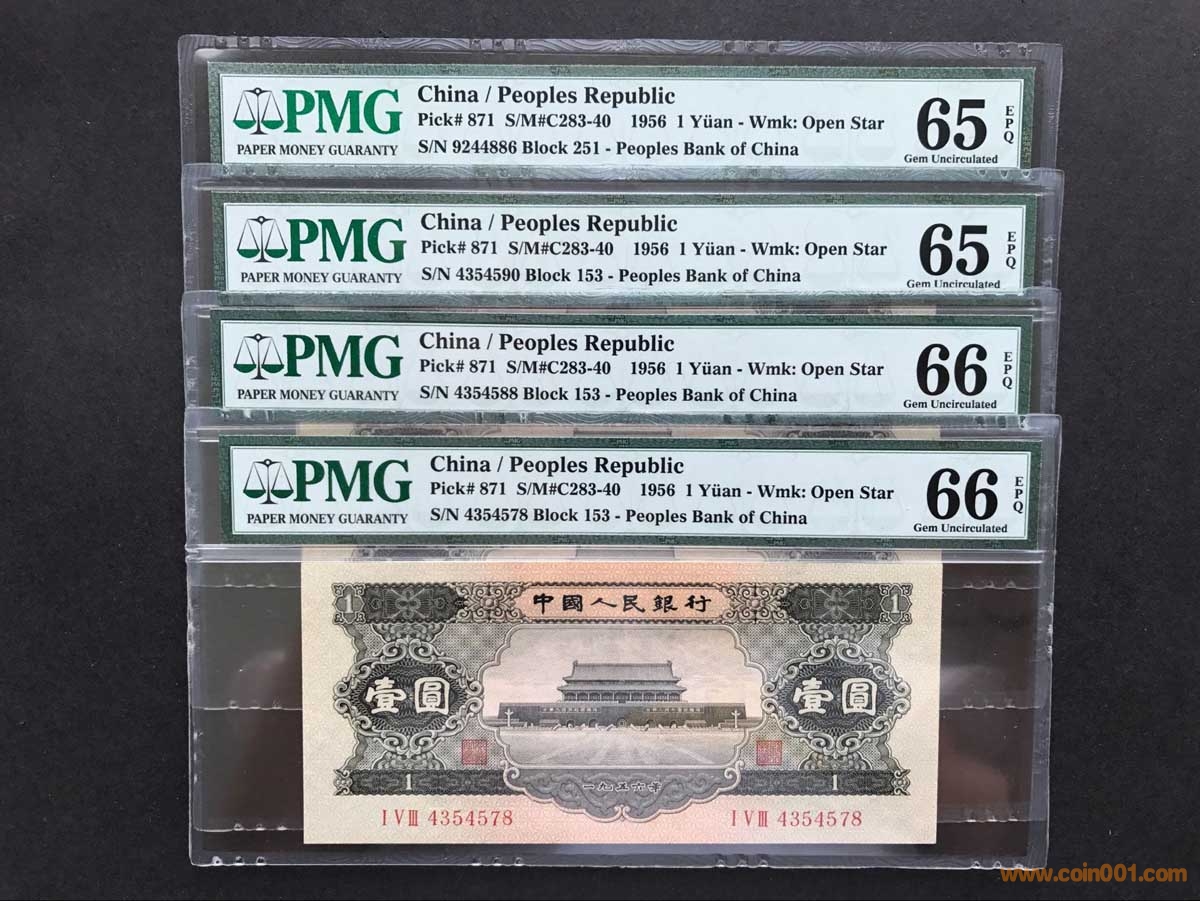 PMG
PAPER MONEY GUARANTY
China / Peoples Republic
Pick# 871 S/M#C283-40 1956 1 Yüan - Wmk: Open Star
S/N 9244886 Block 251 - Peoples Bank of China
65
EPQ
Gem Uncirculated
PMG
PAPER MONEY GUARANTY
China / Peoples Republic
Pick# 871 S/M#C283-40 1956 1 Yüan - Wmk: Open Star
S/N 4354590 Block 153 - Peoples Bank of China
65
EPQ
Gem Uncirculated
PMG
PAPER MONEY GUARANTY
China / Peoples Republic
Pick# 871 S/M#C283-40 1956 1 Yüan - Wmk: Open Star
S/N 4354588 Block 153 - Peoples Bank of China
66
EPQ
Gem Uncirculated
PMG
PAPER MONEY GUARANTY
China / Peoples Republic
Pick# 871 S/M#C283-40 1956 1 Yüan - Wmk: Open Star
S/N 4354578 Block 153 - Peoples Bank of China
66
EPQ
Gem Uncirculated
1 中國人民銀行 1
壹圓 壹圓
1 1
一九五六年
I V III 4354578 I V III 4354578
www.coin001.com